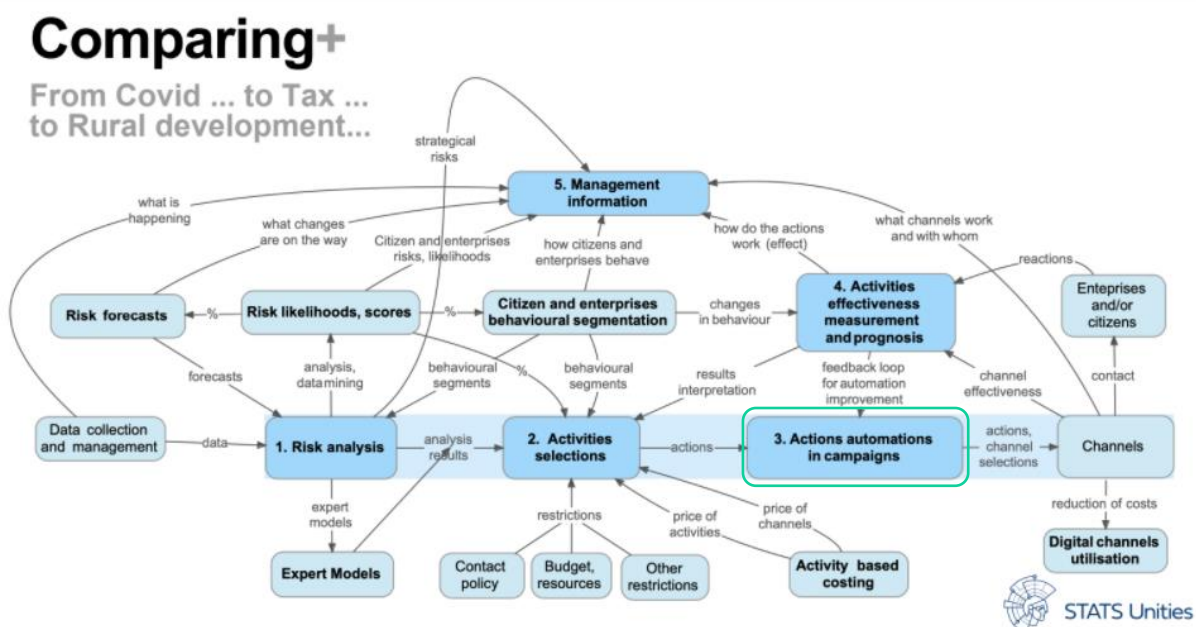 Comparing+
From Covid ... to Tax ...
to Rural development...
strategical
risks
5. Management
information
what is
happening
what changes
are on the way
Citizen and enterprises
risks, likelihoods
how citizens and
enterprises behave
how do the actions
work (effect)
what channels work
and with whom
reactions
Risk forecasts
%
Risk likelihoods, scores
%
Citizen and enterprises
behavioural segmentation
changes
in behaviour
4. Activities
effectiveness
measurement
and prognosis
Enteprises
and/or
citizens
forecasts
analysis,
datamining
behavioural
segments
%
behavioural
segments
results
interpretation
feedback loop
for automation
improvement
channel
effectiveness
contact
Data collection
and management
data
1. Risk analysis
analysis
results
2. Activities
selections
actions
3. Actions automations
in campaigns
actions,
channel
selections
Channels
expert
models
restrictions
price of
activities
price of
channels
reduction of costs
Expert Models
Contact
policy
Budget,
resources
Other
restrictions
Activity based
costing
Digital channels
utilisation
STATS Unities